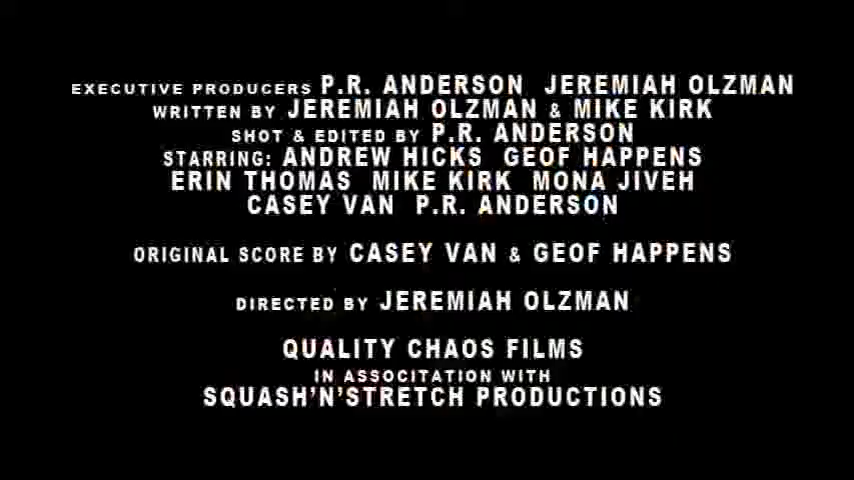 EXECUTIVE PRODUCERS P.R. ANDERSON JEREMIAH OLZMAN
WRITTEN BY JEREMIAH OLZMAN & MIKE KIRK
SHOT & EDITED BY P.R. ANDERSON
STARRING: ANDREW HICKS GEOF HAPPENS
ERIN THOMAS MIKE KIRK MONA JIVEH
CASEY VAN P.R. ANDERSON
ORIGINAL SCORE BY CASEY VAN & GEOF HAPPENS
DIRECTED BY JEREMIAH OLZMAN
QUALITY CHAOS FILMS
IN ASSOCITATION WITH
SQUASH'N'STRETCH PRODUCTIONS